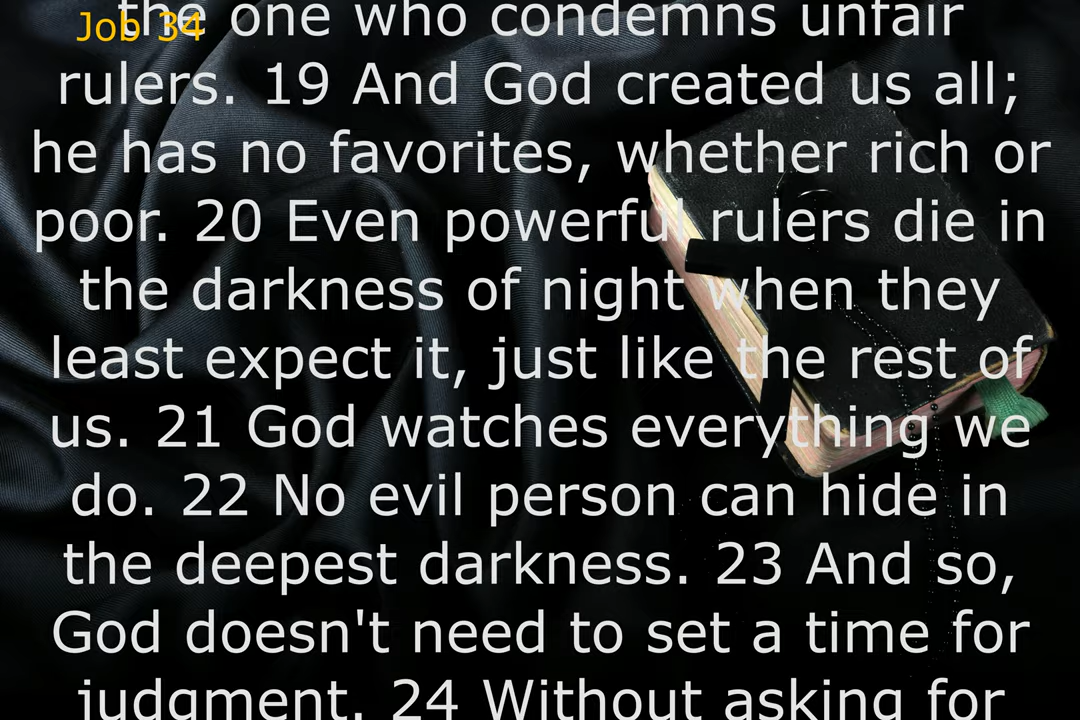 Job 34
the one who condemns unfair
rulers. 19 And God created us all;
he has no favorites, whether rich or
poor. 20 Even powerful rulers die in
the darkness of night when they
least expect it, just like the rest of
us. 21 God watches everything we
do. 22 No evil person can hide in
the deepest darkness. 23 And so,
God doesn't need to set a time for
judgment. 24 Without asking for